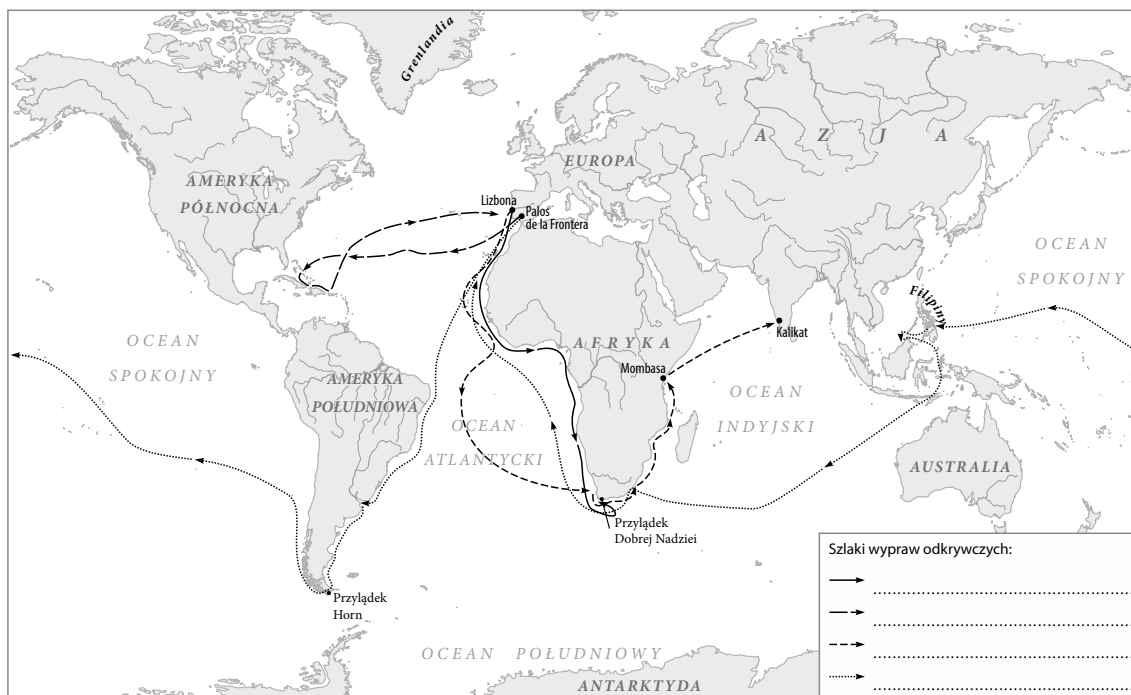 Grenlandia
A Z J A
EUROPA
AMERYKA
PÓŁNOCNA
Lizbona
Palos
de la Frontera
OCEAN
SPOKOJNY
Filipiny
Kalikat
OCEAN
SPOKOJNY
AFRYKA
Mombasa
AMERYKA
POŁUDNIOWA
OCEAN
INDYJSKI
OCEAN
ATLANTYCKI
AUSTRALIA
Przylądek
Dobrej Nadziei
Przylądek
Horn
OCEAN POŁUDNIOWY
ANTARKTYDA
Szlaki wypraw odkrywczych: